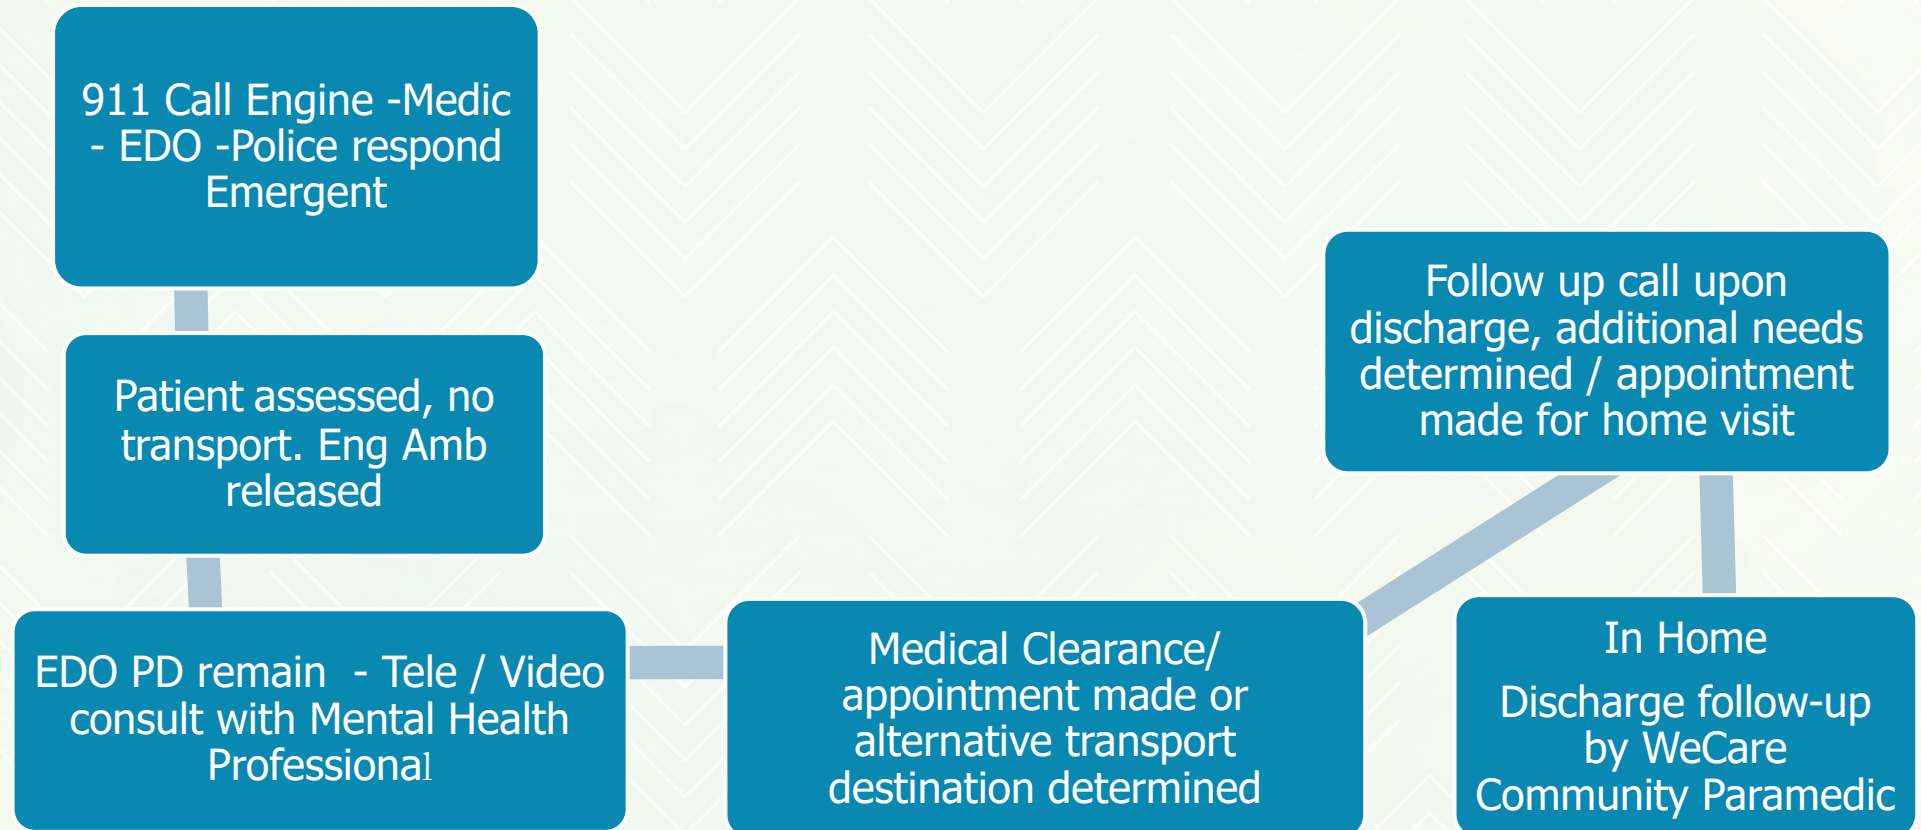 911 Call Engine -Medic
- EDO -Police respond
Emergent
Patient assessed, no
transport. Eng Amb
released
EDO PD remain  - Tele / Video
consult with Mental Health
Professional
Medical Clearance/
appointment made or
alternative transport
destination determined
Follow up call upon
discharge, additional needs
determined / appointment
made for home visit
In Home
Discharge follow-up
by WeCare
Community Paramedic